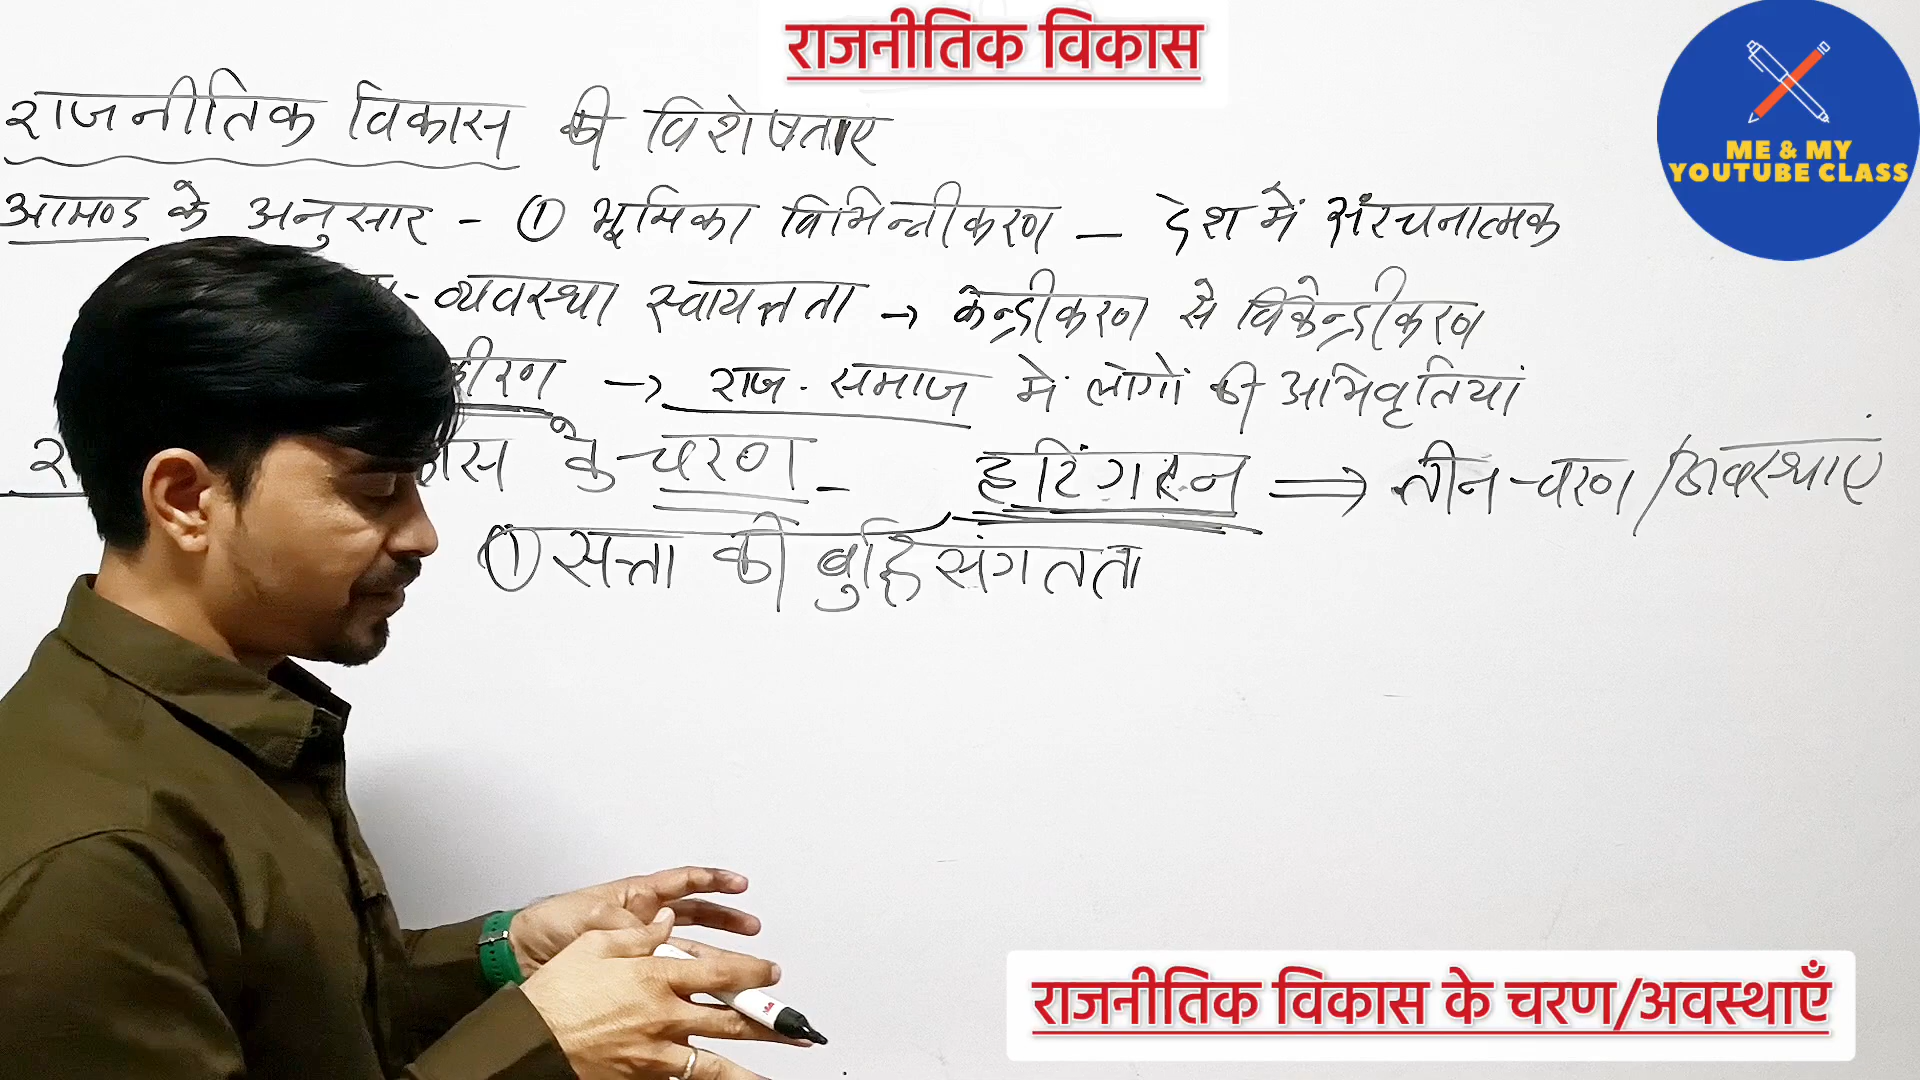 राजनीतिक विकास
ME & MY
YOUTUBE CLASS
राजनीतिक विकास की विशेषताए
आमण्ड के अनुसार - ① भूमिका विभिन्नीकरण - देश में संरचनात्मक
- व्यवस्था स्वायत्तता → केन्द्रीकरण से विकेन्द्रीकरण
→ राज. समाज में लोगों की अभिवृतियां
के चरण - हटिंगटन ⇒ तीन चरण / अवस्थाएं
① सत्ता की बुद्धिसंगतता
राजनीतिक विकास के चरण/अवस्थाएँ